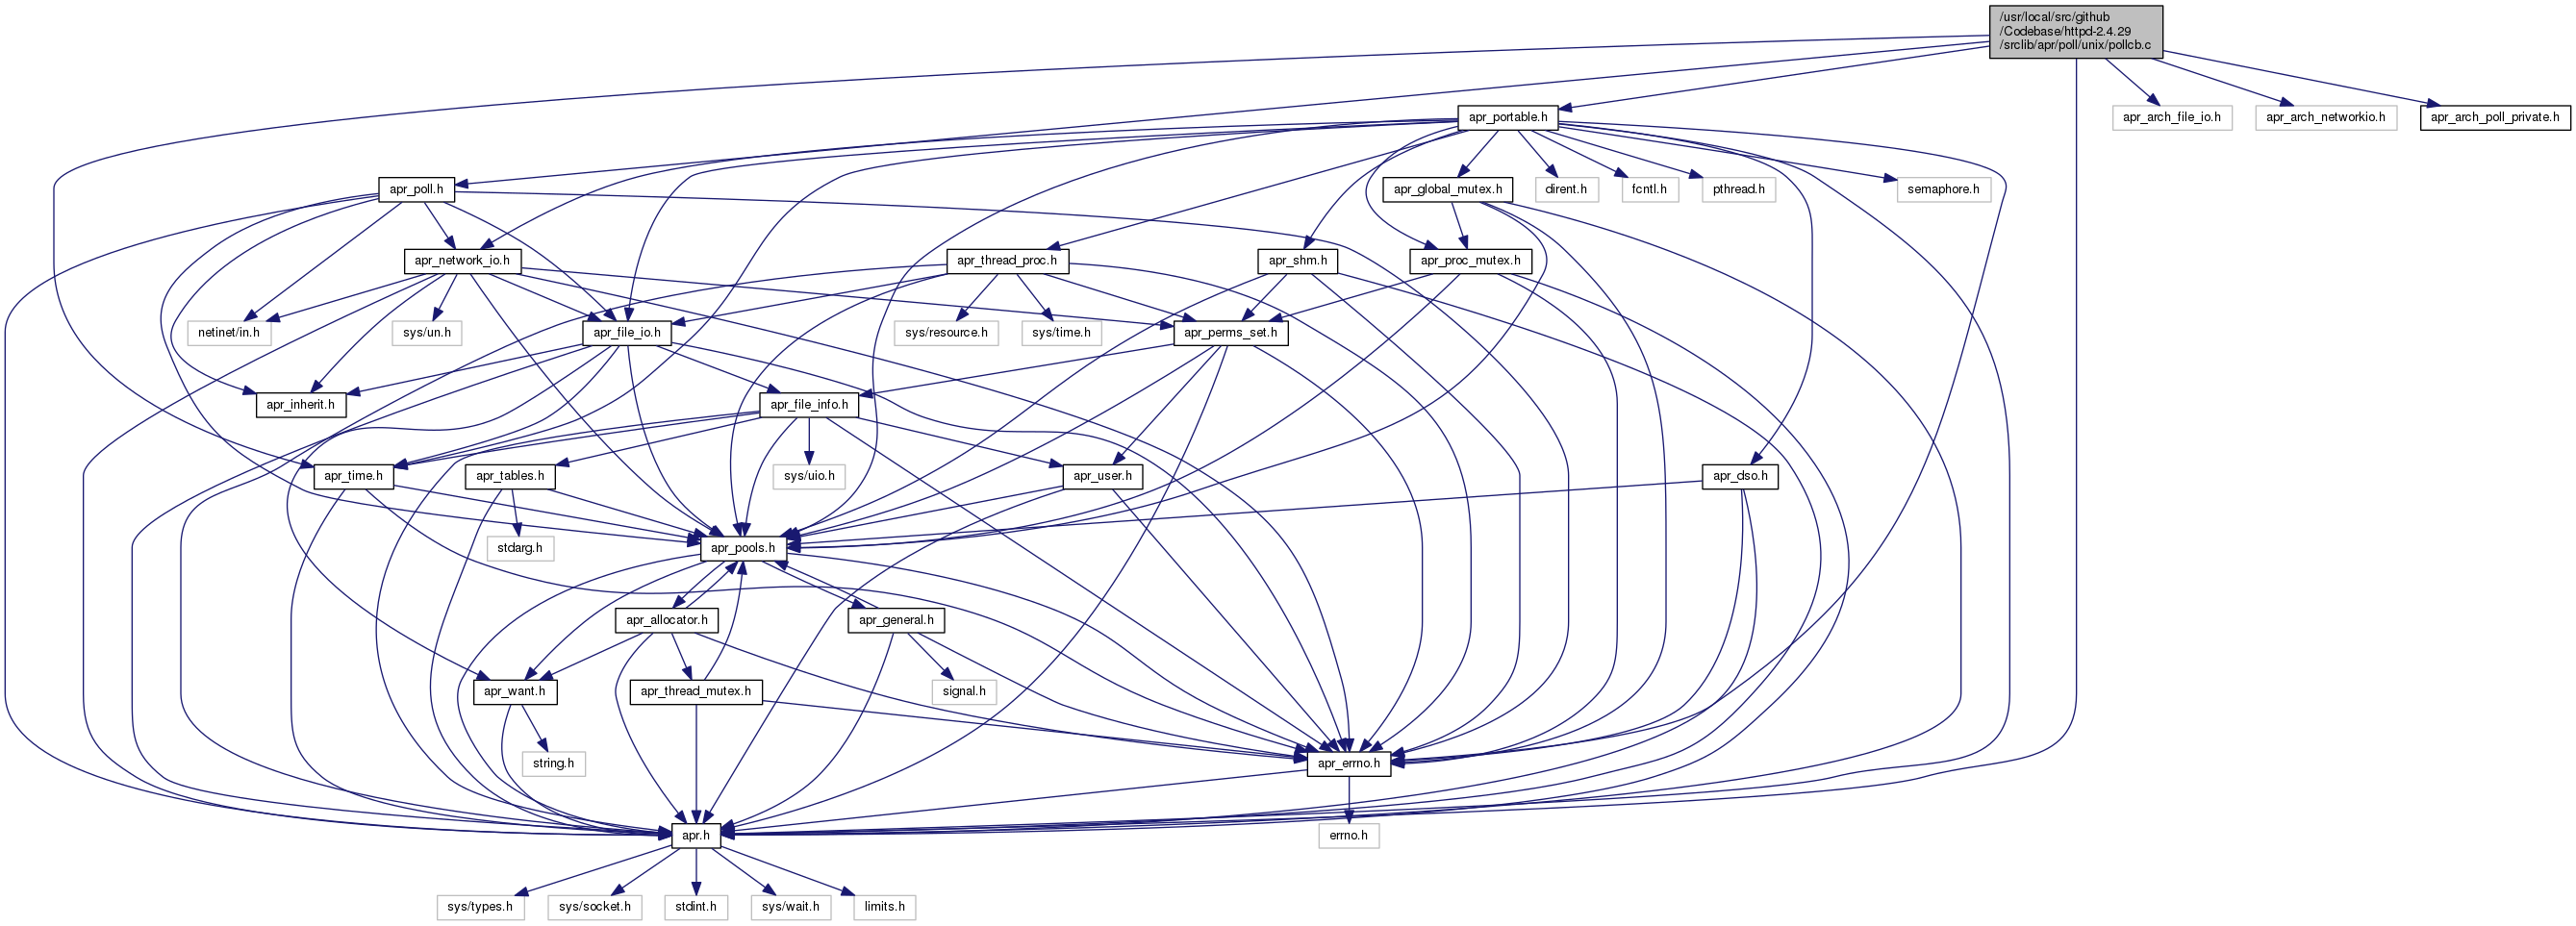 /usr/local/src/github
/Codebase/httpd-2.4.29
/srclib/apr/poll/unix/pollcb.c
apr_portable.h
apr_arch_file_io.h
apr_arch_networkio.h
apr_arch_poll_private.h
apr_poll.h
apr_global_mutex.h
dirent.h
fcntl.h
pthread.h
semaphore.h
apr_network_io.h
apr_thread_proc.h
apr_shm.h
apr_proc_mutex.h
netinet/in.h
sys/un.h
apr_file_io.h
sys/resource.h
sys/time.h
apr_perms_set.h
apr_inherit.h
apr_file_info.h
apr_time.h
apr_tables.h
sys/uio.h
apr_user.h
apr_dso.h
stdarg.h
apr_pools.h
apr_allocator.h
apr_general.h
apr_want.h
apr_thread_mutex.h
signal.h
string.h
apr_errno.h
apr.h
errno.h
sys/types.h
sys/socket.h
stdint.h
sys/wait.h
limits.h